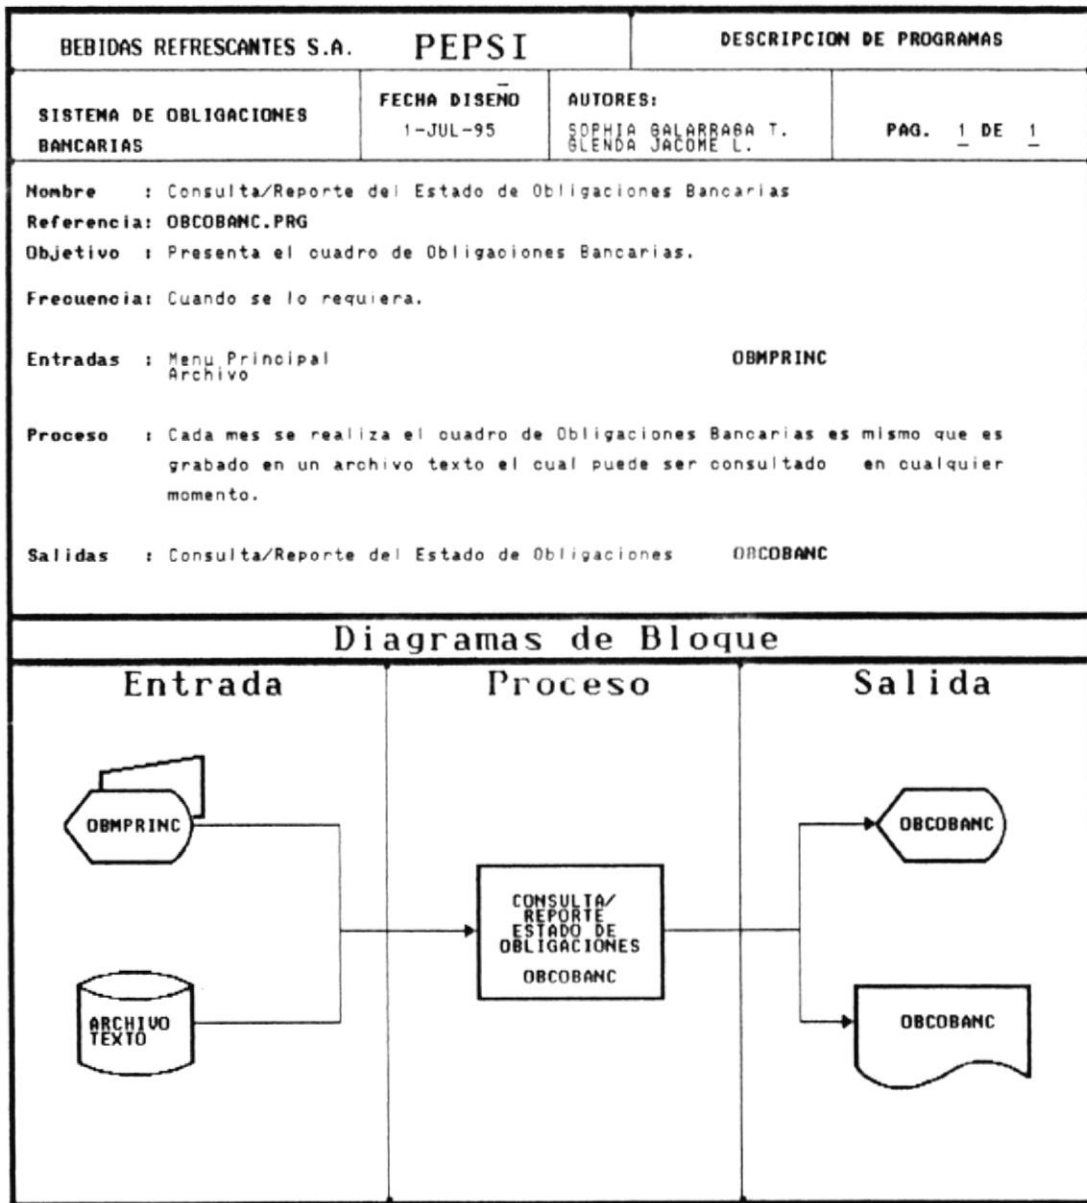 BEBIDAS REFRESCANTES S.A. PEPSI
DESCRIPCION DE PROGRAMAS
SISTEMA DE OBLIGACIONES
BANCARIAS
FECHA DISEÑO
1-JUL-95
AUTORES:
SOPHIA GALARRAGA T.
GLENDA JACOME L.
PAG. 1 DE 1
Nombre : Consulta/Reporte del Estado de Obligaciones Bancarias
Referencia: OBCOBANC.PRG
Objetivo : Presenta el cuadro de Obligaciones Bancarias.
Frecuencia: Cuando se lo requiera.
Entradas : Menu Principal OBMPRINC
Archivo
Proceso : Cada mes se realiza el cuadro de Obligaciones Bancarias es mismo que es
grabado en un archivo texto el cual puede ser consultado en cualquier
momento.
Salidas : Consulta/Reporte del Estado de Obligaciones OBCOBANC
Diagramas de Bloque
Entrada
Proceso
Salida
OBMPRINC
ARCHIVO
TEXTO
CONSULTA/
REPORTE
ESTADO DE
OBLIGACIONES
OBCOBANC
OBCOBANC
OBCOBANC